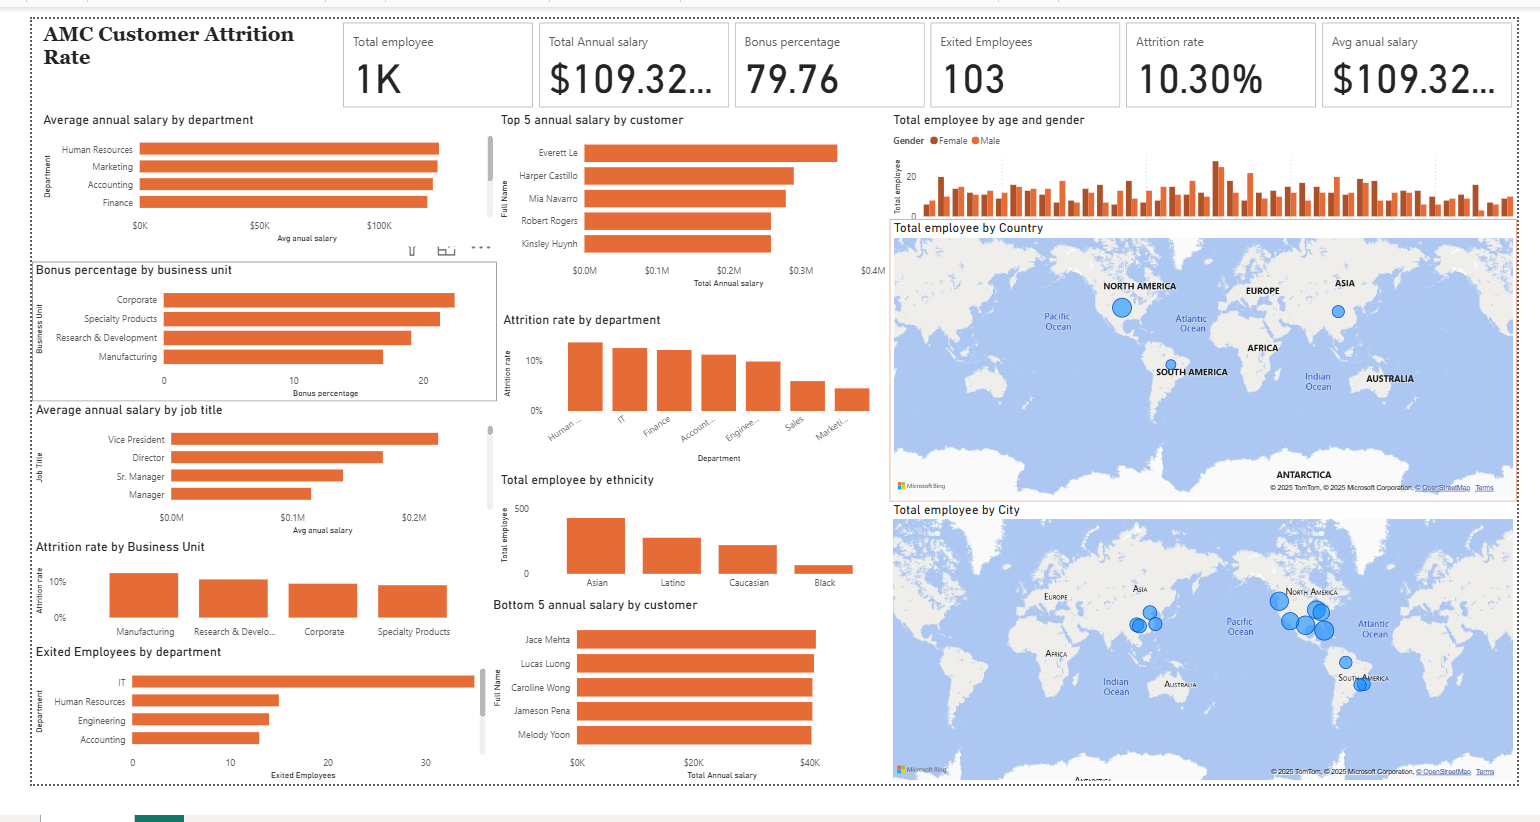 AMC Customer Attrition
Rate
Total employee
1K
Total Annual salary
$109.32...
Bonus percentage
79.76
Exited Employees
103
Attrition rate
10.30%
Avg anual salary
$109.32...
Average annual salary by department
Department
Human Resources
Marketing
Accounting
Finance
$0K $50K $100K
Avg anual salary
Bonus percentage by business unit
Business Unit
Corporate
Specialty Products
Research & Development
Manufacturing
0 10 20
Bonus percentage
Average annual salary by job title
Job Title
Vice President
Director
Sr. Manager
Manager
$0.0M $0.1M $0.2M
Avg anual salary
Attrition rate by Business Unit
Attrition rate
10%
0%
Manufacturing Research & Develo... Corporate Specialty Products
Exited Employees by department
Department
IT
Human Resources
Engineering
Accounting
0 10 20 30
Exited Employees
Top 5 annual salary by customer
Full Name
Everett Le
Harper Castillo
Mia Navarro
Robert Rogers
Kinsley Huynh
$0.0M $0.1M $0.2M $0.3M $0.4M
Total Annual salary
Attrition rate by department
Attrition rate
10%
0%
Human ... IT Finance Account... Enginee... Sales Marketi...
Department
Total employee by ethnicity
Total employee
500
0
Asian Latino Caucasian Black
Bottom 5 annual salary by customer
Full Name
Jace Mehta
Lucas Luong
Caroline Wong
Jameson Pena
Melody Yoon
$0K $20K $40K
Total Annual salary
Total employee by age and gender
Gender Female Male
Total employee
20
0
Total employee by Country
NORTH AMERICA
EUROPE
ASIA
Pacific
Ocean
Atlantic
Ocean
AFRICA
SOUTH AMERICA
Indian
Ocean
AUSTRALIA
ANTARCTICA
Microsoft Bing
© 2025 TomTom, © 2025 Microsoft Corporation, © OpenStreetMap Terms
Total employee by City
ASIA
EUROPE
NORTH AMERICA
Pacific
Ocean
Atlantic
Ocean
AFRICA
Indian
Ocean
AUSTRALIA
SOUTH AMERICA
ANTARCTICA
Microsoft Bing
© 2025 TomTom, © 2025 Microsoft Corporation, © OpenStreetMap Terms